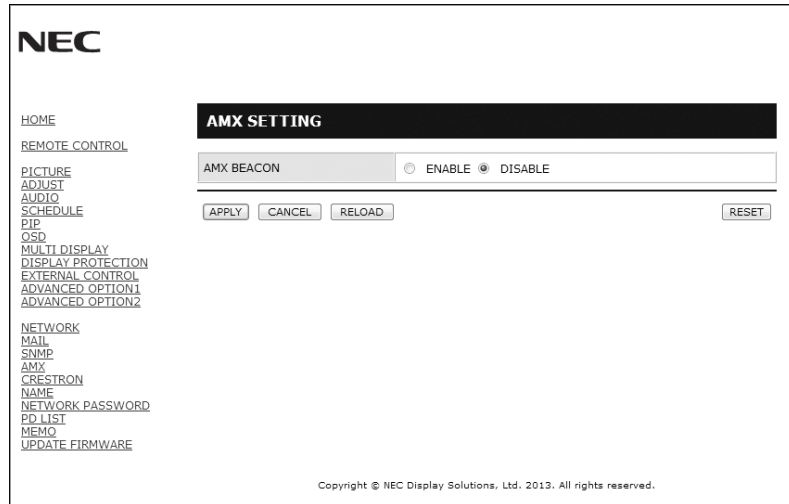 NEC
HOME
REMOTE CONTROL
PICTURE
ADJUST
AUDIO
SCHEDULE
PIP
OSD
MULTI DISPLAY
DISPLAY PROTECTION
EXTERNAL CONTROL
ADVANCED OPTION1
ADVANCED OPTION2
NETWORK
MAIL
SNMP
AMX
CRESTRON
NAME
NETWORK PASSWORD
PD LIST
MEMO
UPDATE FIRMWARE
AMX SETTING
AMX BEACON ENABLE DISABLE
APPLY CANCEL RELOAD RESET
Copyright © NEC Display Solutions, Ltd. 2013. All rights reserved.